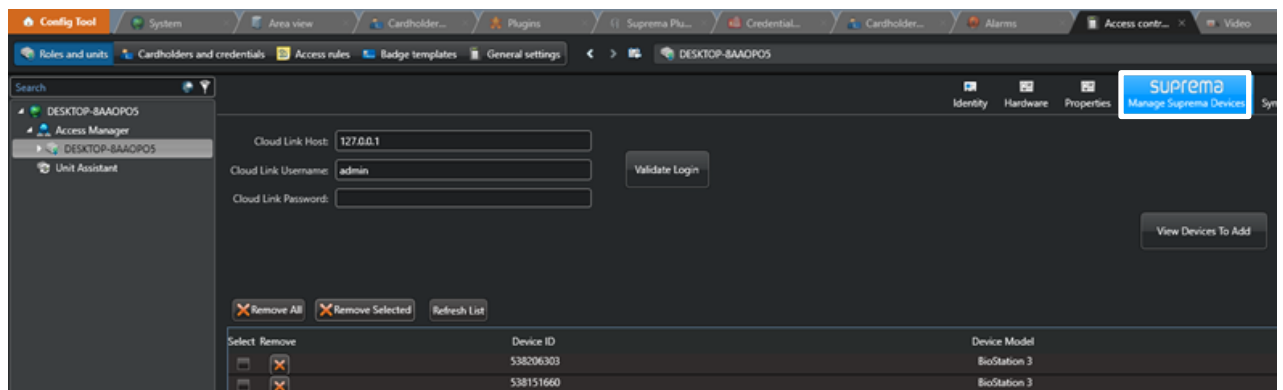 Config Tool System Area view Cardholder... Plugins Suprema Plu... Credential... Cardholder... Alarms Access contr... Video
Roles and units Cardholders and credentials Access rules Badge templates General settings DESKTOP-8AAOPO5
Search
Identity Hardware Properties suprema Manage Suprema Devices Syn
DESKTOP-8AAOPO5
Access Manager
DESKTOP-8AAOPO5
Unit Assistant
Cloud Link Host: 127.0.0.1
Cloud Link Username: admin
Validate Login
Cloud Link Password:
View Devices To Add
Remove All Remove Selected Refresh List
Select Remove Device ID Device Model
538206303 BioStation 3
538151660 BioStation 3